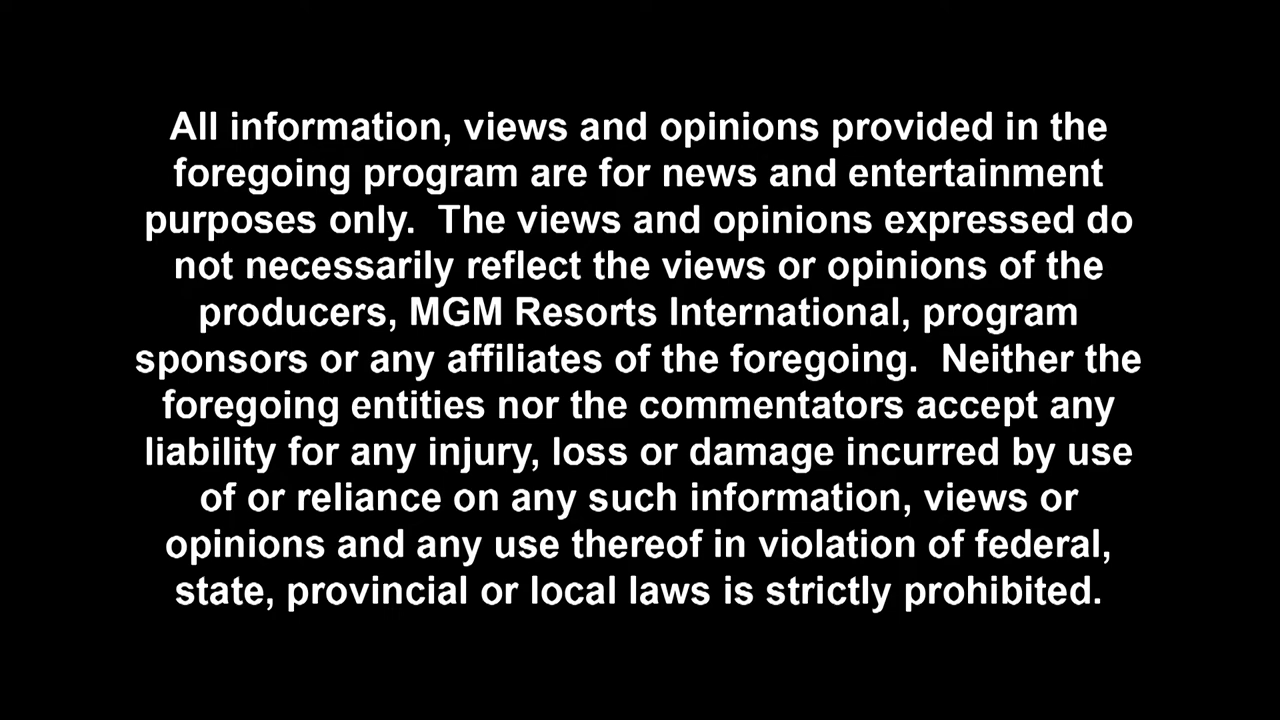 All information, views and opinions provided in the
foregoing program are for news and entertainment
purposes only.  The views and opinions expressed do
not necessarily reflect the views or opinions of the
producers, MGM Resorts International, program
sponsors or any affiliates of the foregoing.  Neither the
foregoing entities nor the commentators accept any
liability for any injury, loss or damage incurred by use
of or reliance on any such information, views or
opinions and any use thereof in violation of federal,
state, provincial or local laws is strictly prohibited.